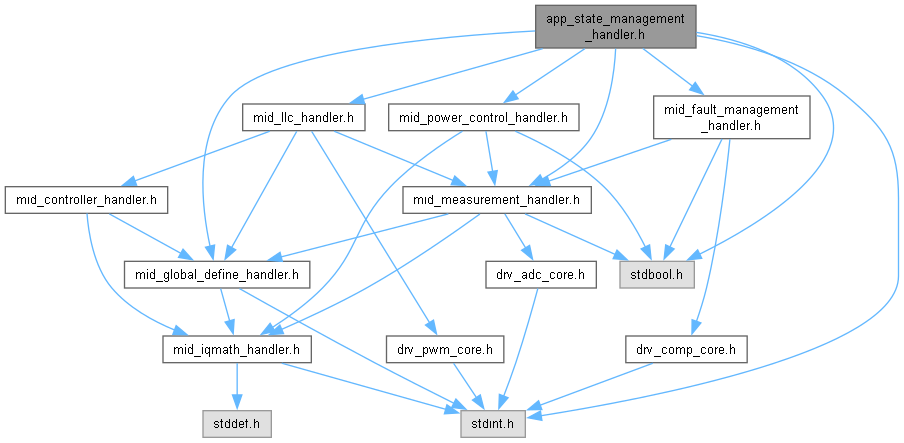 app_state_management
_handler.h
mid_llc_handler.h
mid_power_control_handler.h
mid_fault_management
_handler.h
mid_controller_handler.h
mid_measurement_handler.h
mid_global_define_handler.h
drv_adc_core.h
stdbool.h
mid_iqmath_handler.h
drv_pwm_core.h
drv_comp_core.h
stddef.h
stdint.h